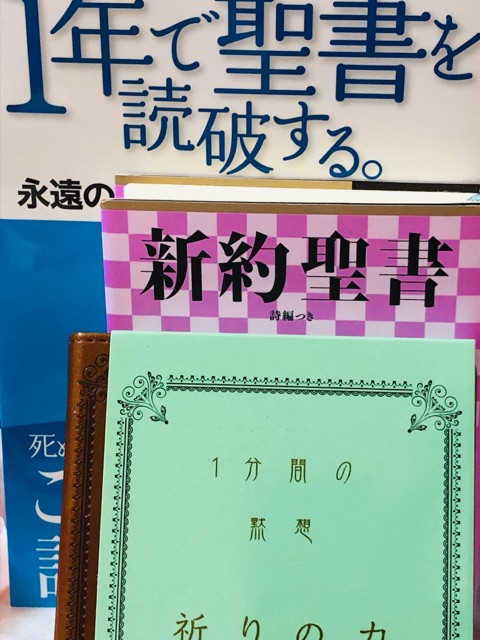 1年で聖書を
読破する。
永遠の
新約聖書
詩編つき
死ぬ
1分間の
黙想
祈りの力